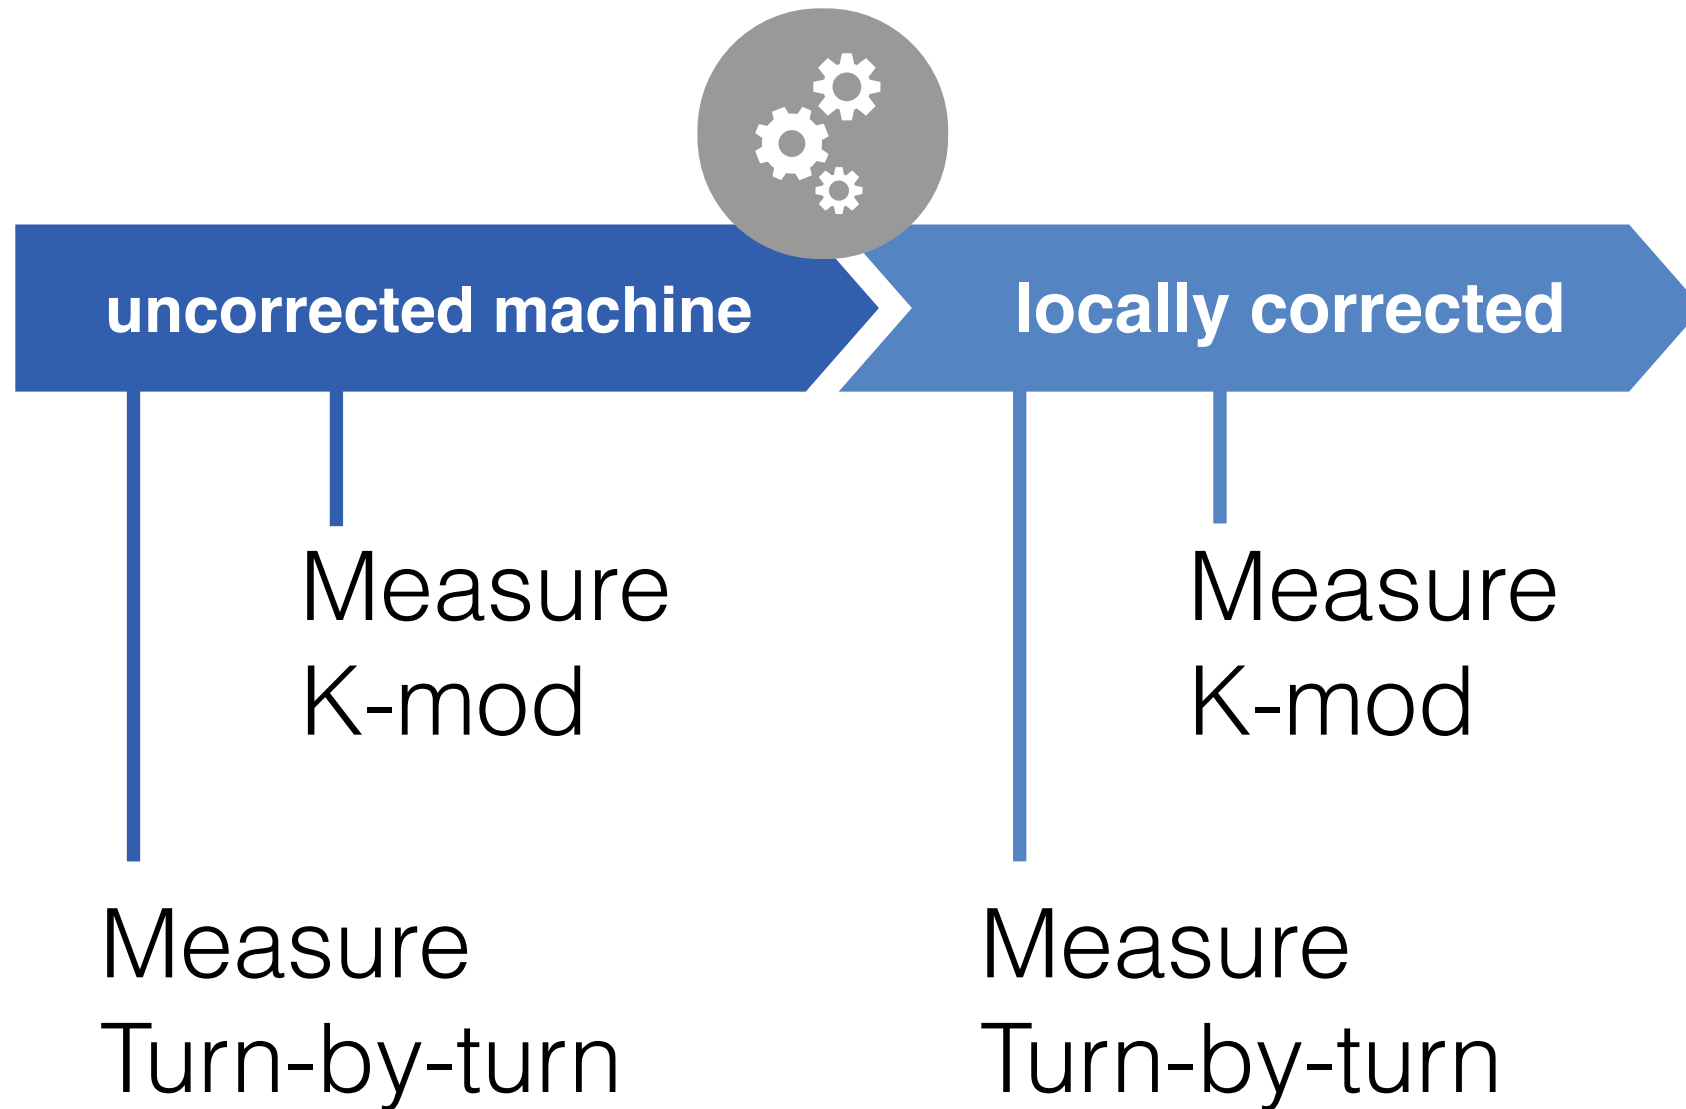 uncorrected machine
locally corrected
Measure
K-mod
Measure
K-mod
Measure
Turn-by-turn
Measure
Turn-by-turn